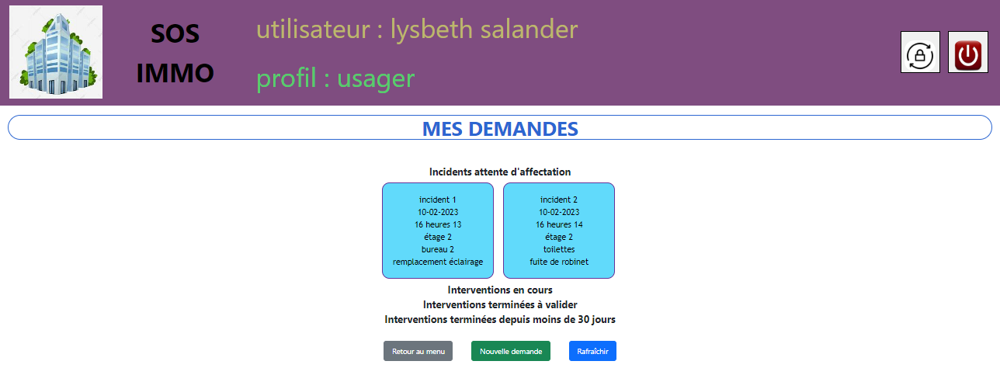 SOS
IMMO
utilisateur : lysbeth salander
profil : usager
MES DEMANDES
Incidents attente d'affectation
incident 1
10-02-2023
16 heures 13
étage 2
bureau 2
remplacement éclairage
incident 2
10-02-2023
16 heures 14
étage 2
toilettes
fuite de robinet
Interventions en cours
Interventions terminées à valider
Interventions terminées depuis moins de 30 jours
Retour au menu
Nouvelle demande
Rafraîchir